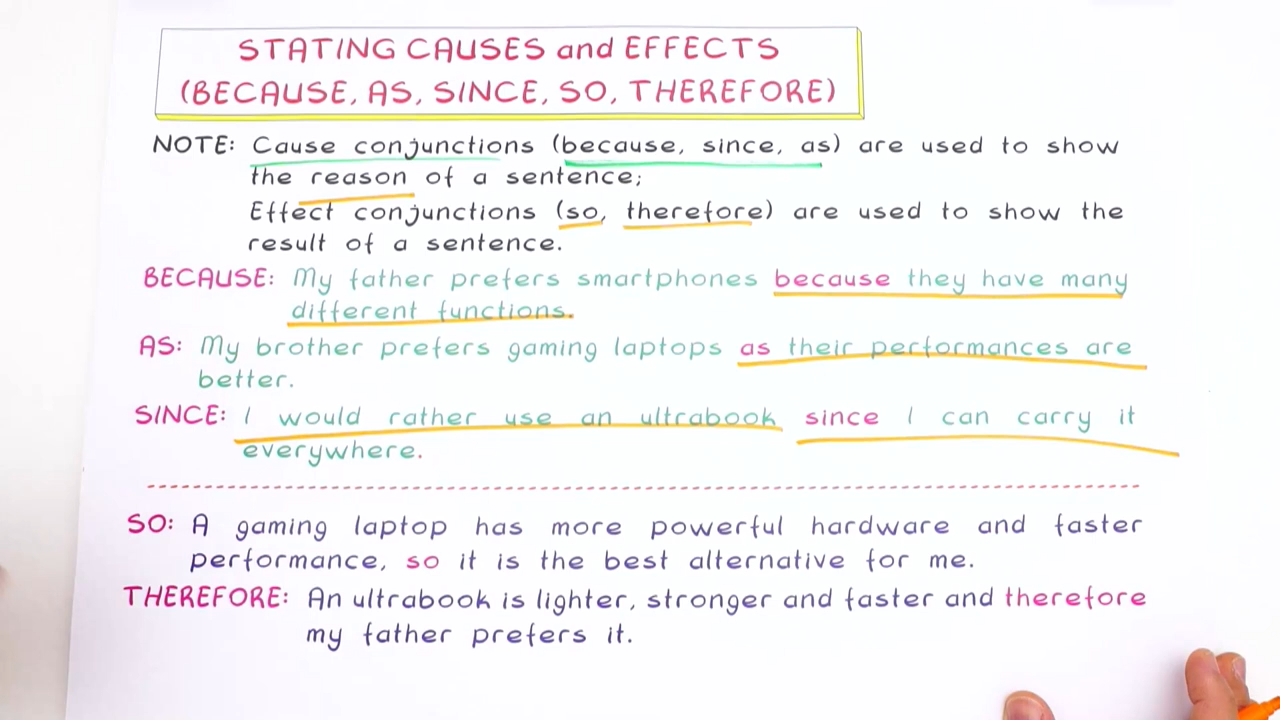 STATING CAUSES and EFFECTS
(BECAUSE, AS, SINCE, SO, THEREFORE)
NOTE: Cause conjunctions (because, since, as) are used to show
the reason of a sentence;
Effect conjunctions (so, therefore) are used to show the
result of a sentence.
BECAUSE: My father prefers smartphones because they have many
different functions.
AS: My brother prefers gaming laptops as their performances are
better.
SINCE: I would rather use an ultrabook since I can carry it
everywhere.
SO: A gaming laptop has more powerful hardware and faster
performance, so it is the best alternative for me.
THEREFORE: An ultrabook is lighter, stronger and faster and therefore
my father prefers it.